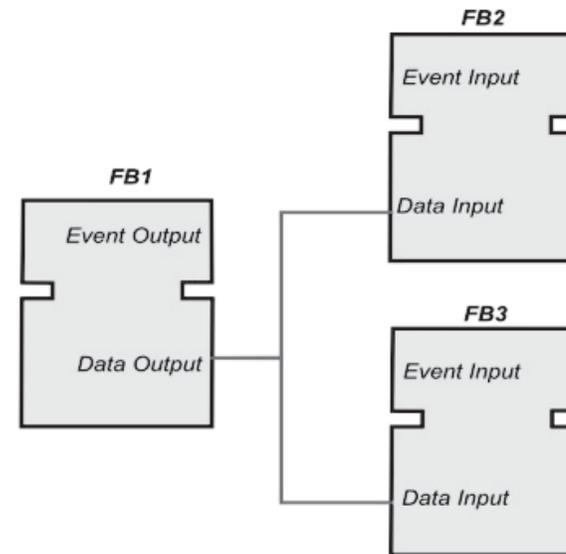 FB1
Event Output
Data Output
FB2
Event Input
Data Input
FB3
Event Input
Data Input